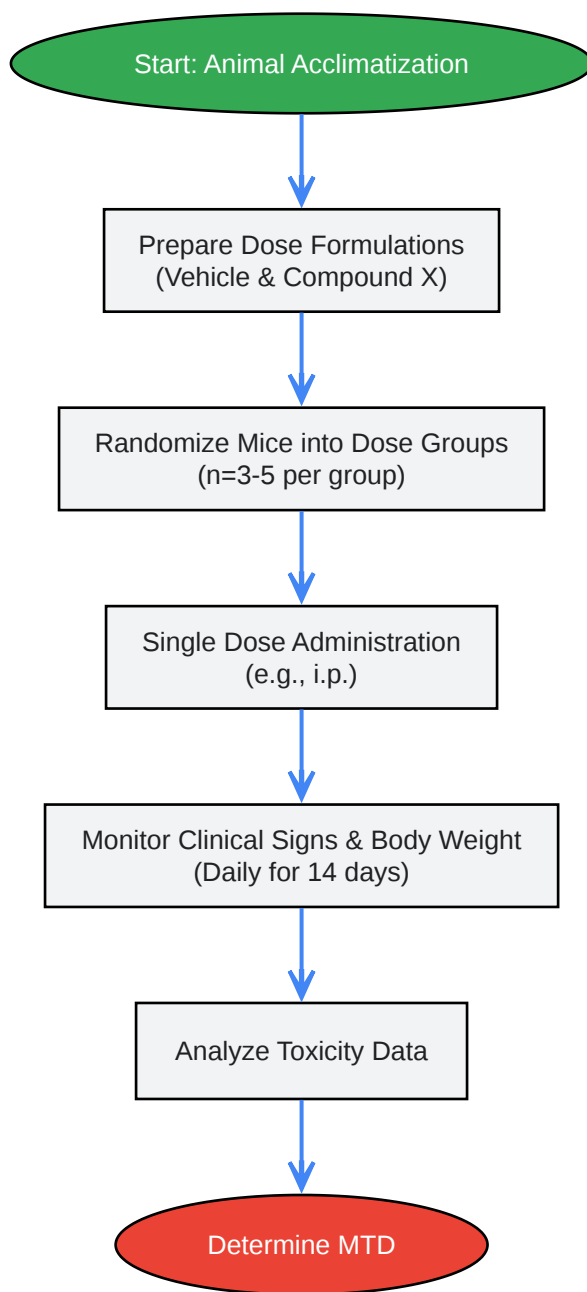 Start: Animal Acclimatization
Prepare Dose Formulations
(Vehicle & Compound X)
Randomize Mice into Dose Groups
(n=3-5 per group)
Single Dose Administration
(e.g., i.p.)
Monitor Clinical Signs & Body Weight
(Daily for 14 days)
Analyze Toxicity Data
Determine MTD